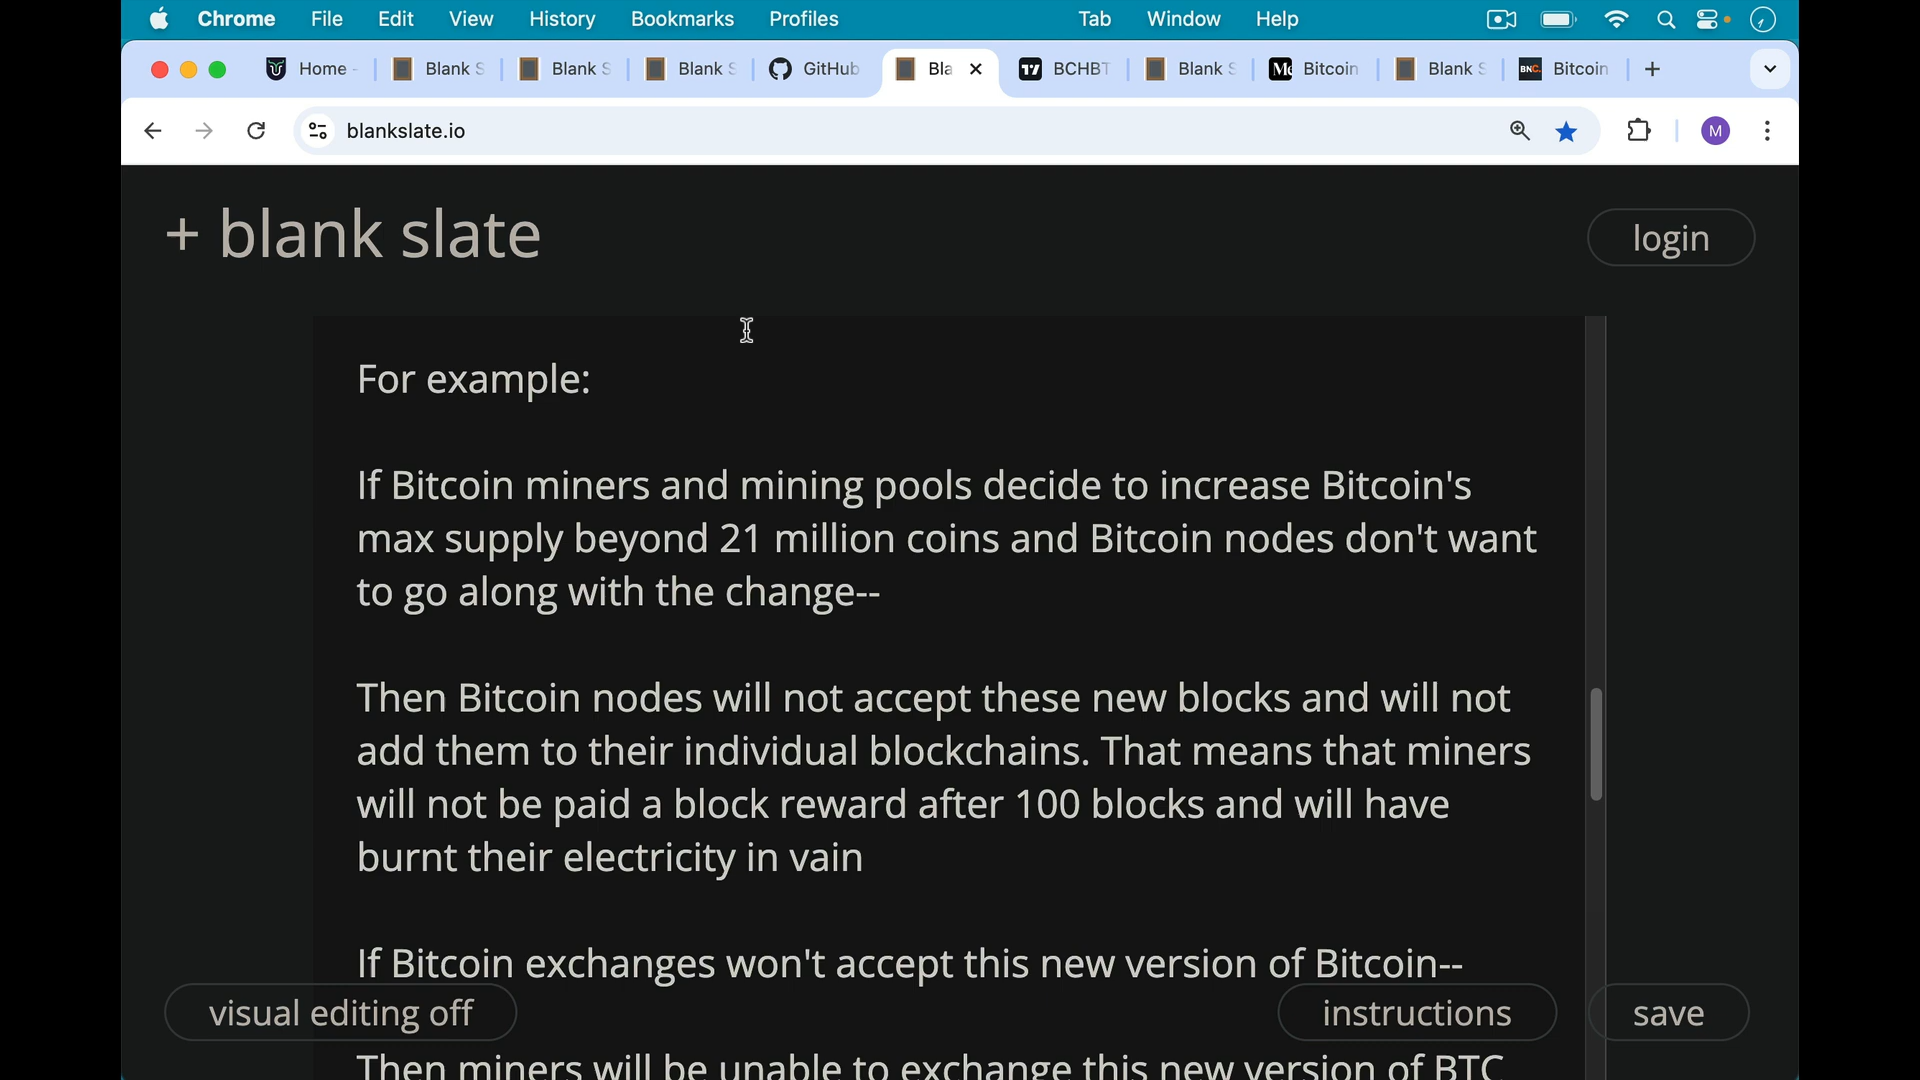 Chrome File Edit View History Bookmarks Profiles Tab Window Help
Home - Blank S Blank S Blank S GitHub Bla BCHBT Blank S Me Bitcoin Blank S BNC. Bitcoin
blankslate.io M
+ blank slate
login
For example:
If Bitcoin miners and mining pools decide to increase Bitcoin's
max supply beyond 21 million coins and Bitcoin nodes don't want
to go along with the change--
Then Bitcoin nodes will not accept these new blocks and will not
add them to their individual blockchains. That means that miners
will not be paid a block reward after 100 blocks and will have
burnt their electricity in vain
If Bitcoin exchanges won't accept this new version of Bitcoin--
visual editing off instructions save
Then miners will be unable to exchange this new version of BTC